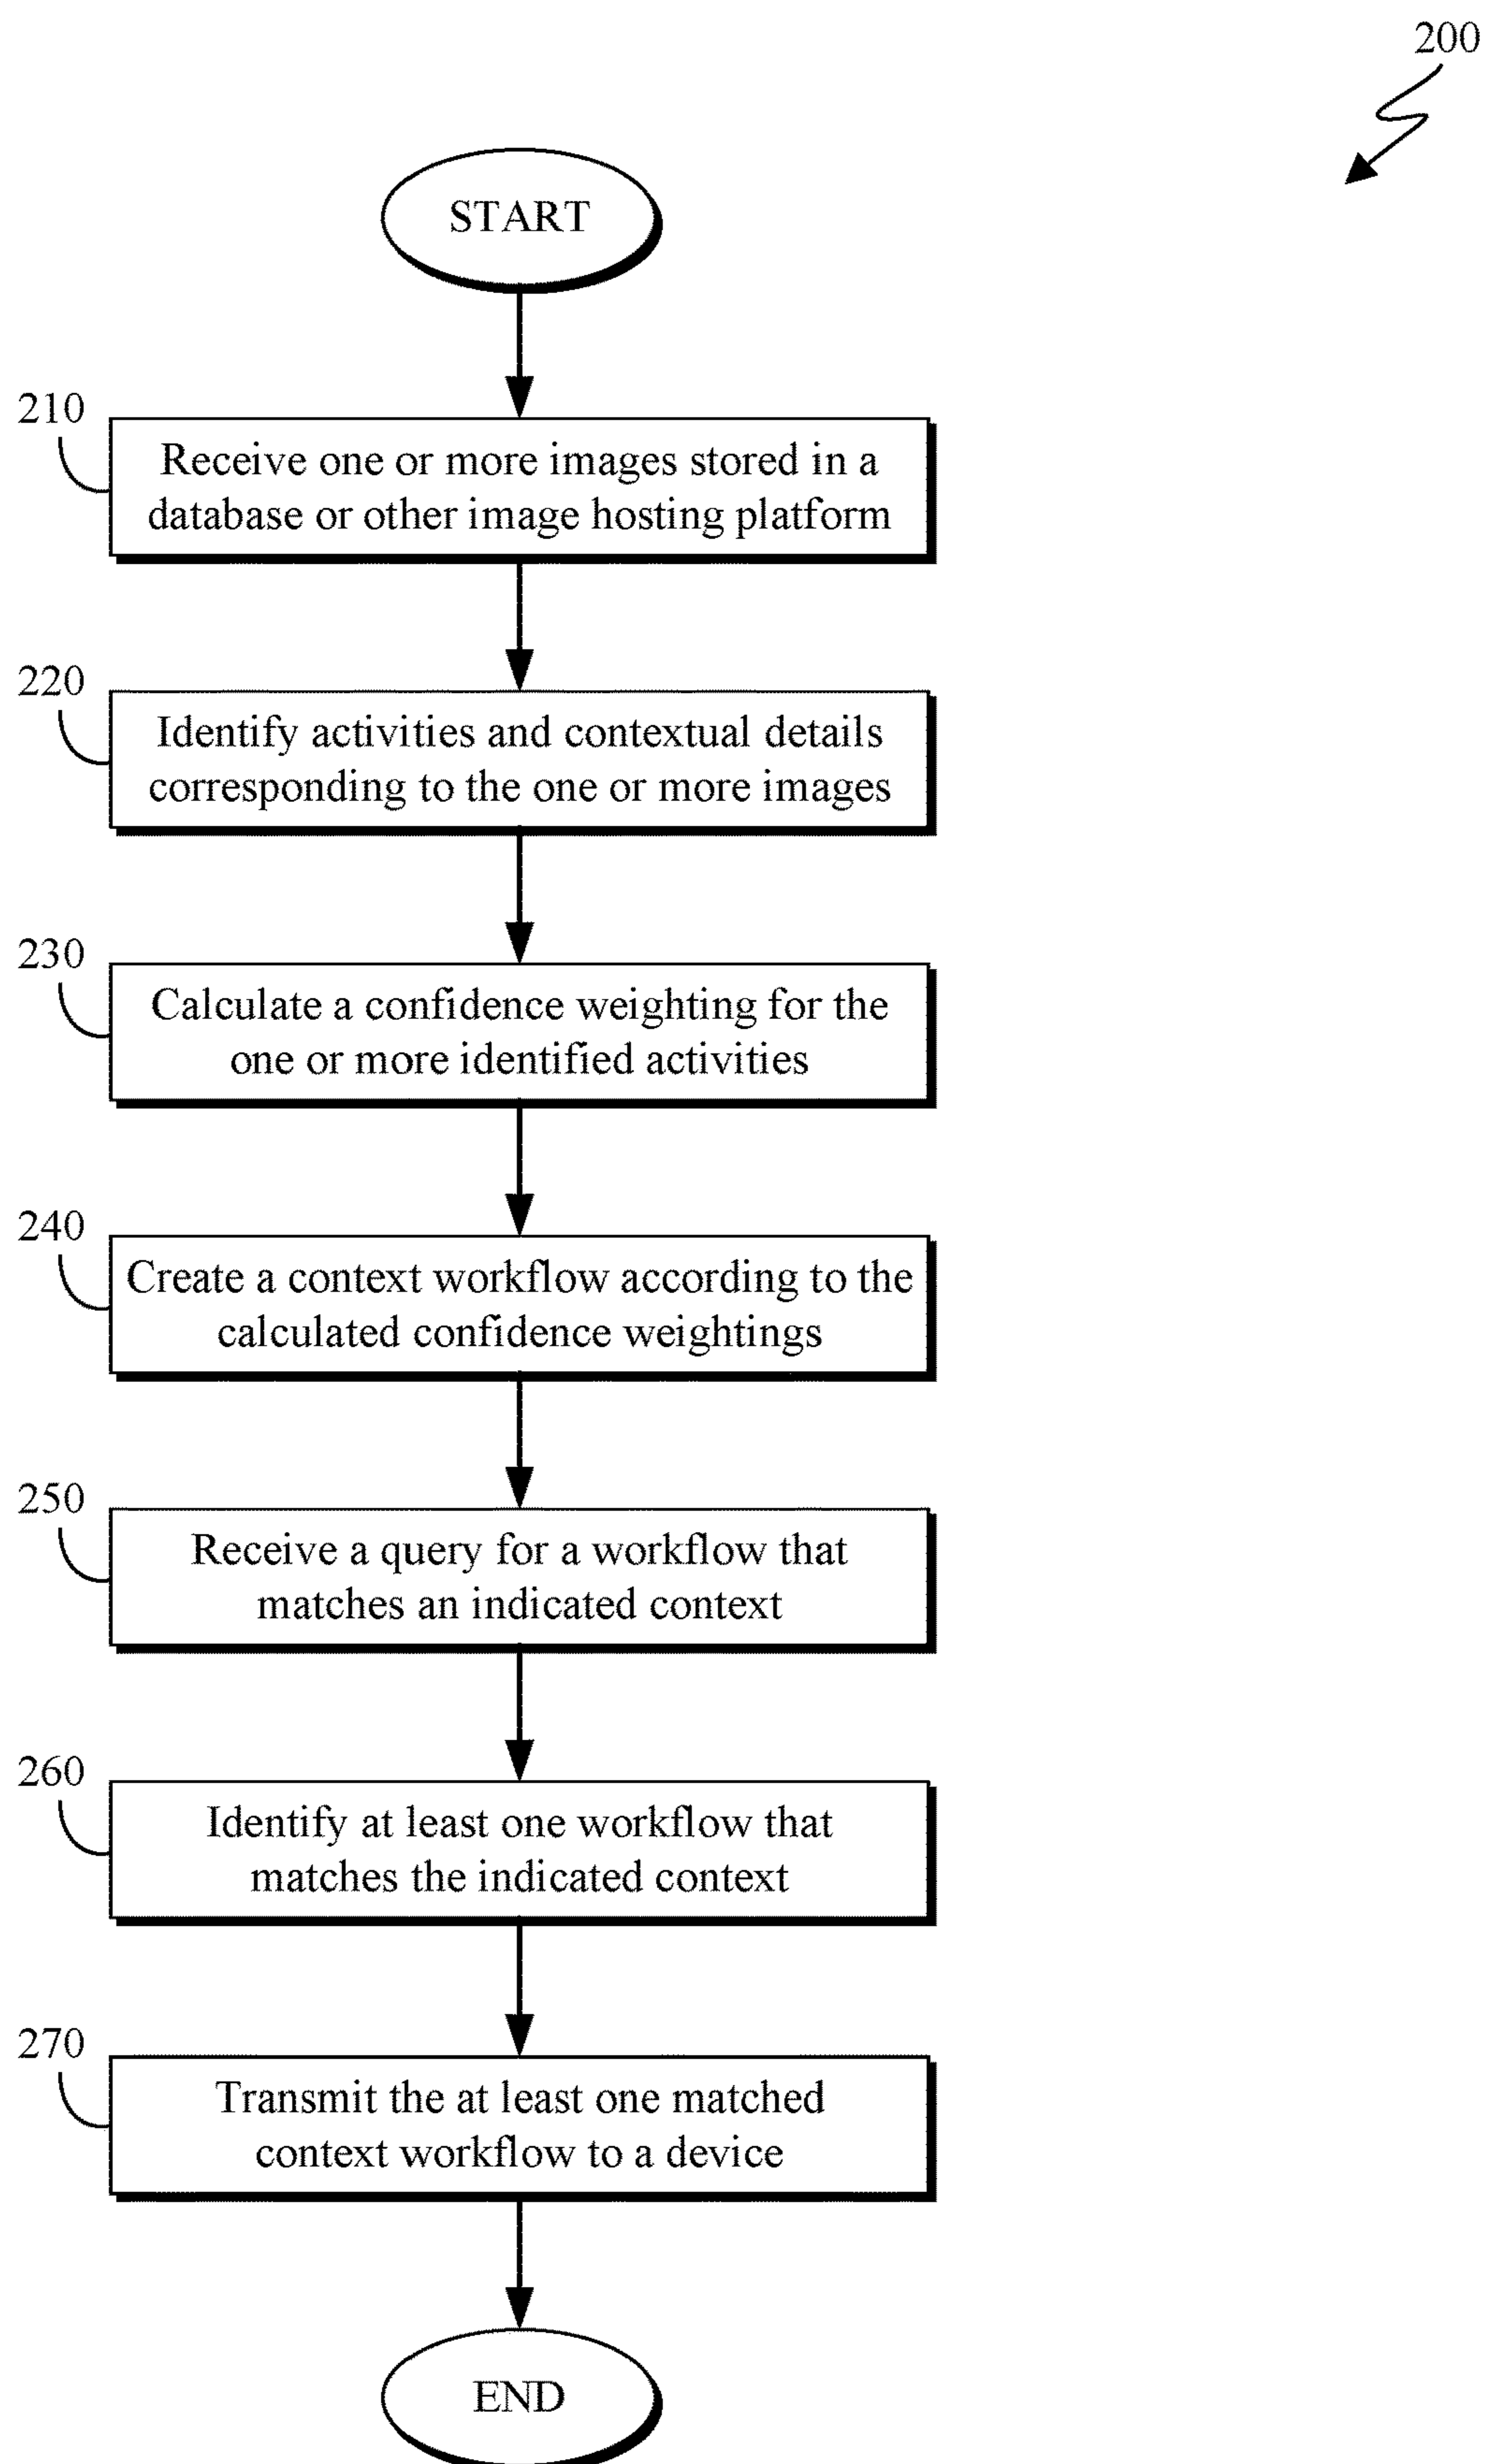 200
START
210
Receive one or more images stored in a
database or other image hosting platform
220
Identify activities and contextual details
corresponding to the one or more images
230
Calculate a confidence weighting for the
one or more identified activities
240
Create a context workflow according to the
calculated confidence weightings
250
Receive a query for a workflow that
matches an indicated context
260
Identify at least one workflow that
matches the indicated context
270
Transmit the at least one matched
context workflow to a device
END